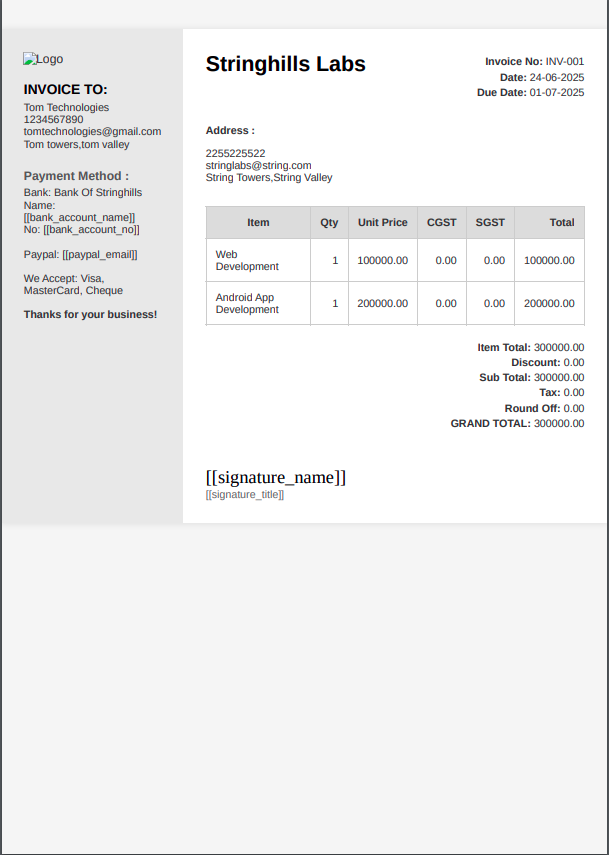 Logo
INVOICE TO:
Tom Technologies
1234567890
tomtechnologies@gmail.com
Tom towers,tom valley
Payment Method :
Bank: Bank Of Stringhills
Name:
[[bank_account_name]]
No: [[bank_account_no]]
Paypal: [[paypal_email]]
We Accept: Visa,
MasterCard, Cheque
Thanks for your business!
Stringhills Labs
Invoice No: INV-001
Date: 24-06-2025
Due Date: 01-07-2025
Address :
2255225522
stringlabs@string.com
String Towers,String Valley
Item Qty Unit Price CGST SGST Total
Web
Development 1 100000.00 0.00 0.00 100000.00
Android App
Development 1 200000.00 0.00 0.00 200000.00
Item Total: 300000.00
Discount: 0.00
Sub Total: 300000.00
Tax: 0.00
Round Off: 0.00
GRAND TOTAL: 300000.00
[[signature_name]]
[[signature_title]]